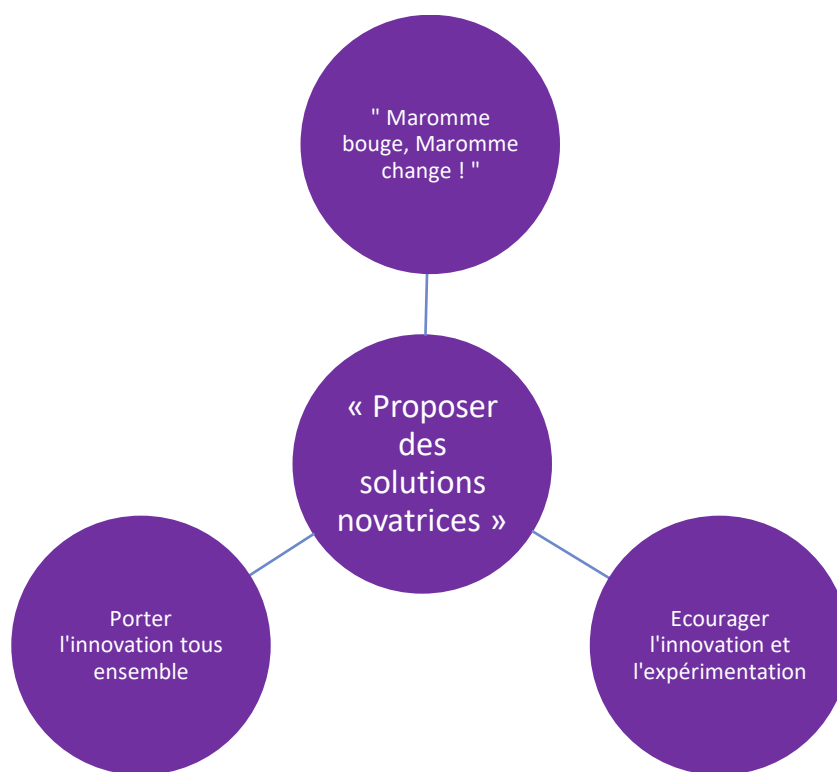 " Maromme
bouge, Maromme
change ! "
« Proposer
des
solutions
novatrices »
Porter
l'innovation tous
ensemble
Ecourager
l'innovation et
l'expérimentation